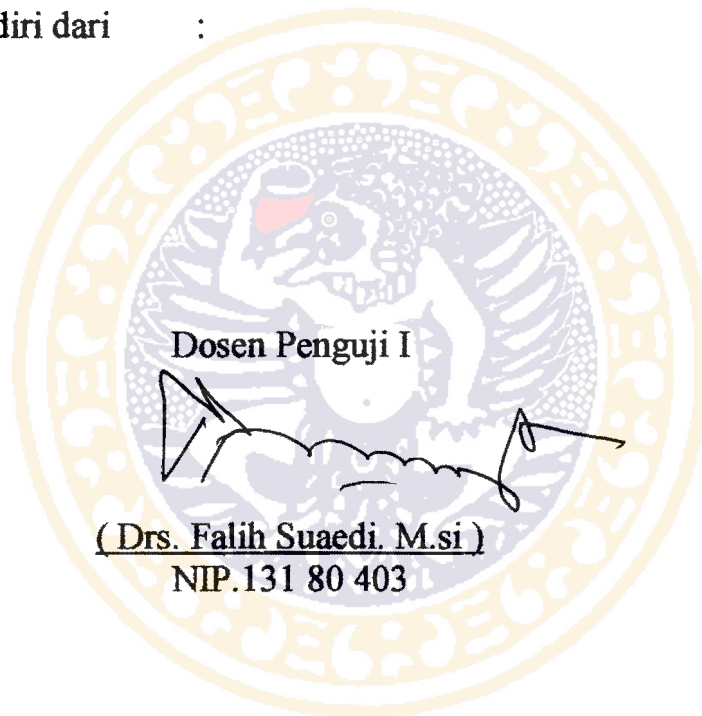 diri dari :
Dosen Penguji I
( Drs. Falih Suaedi. M.si )
NIP.131 80 403